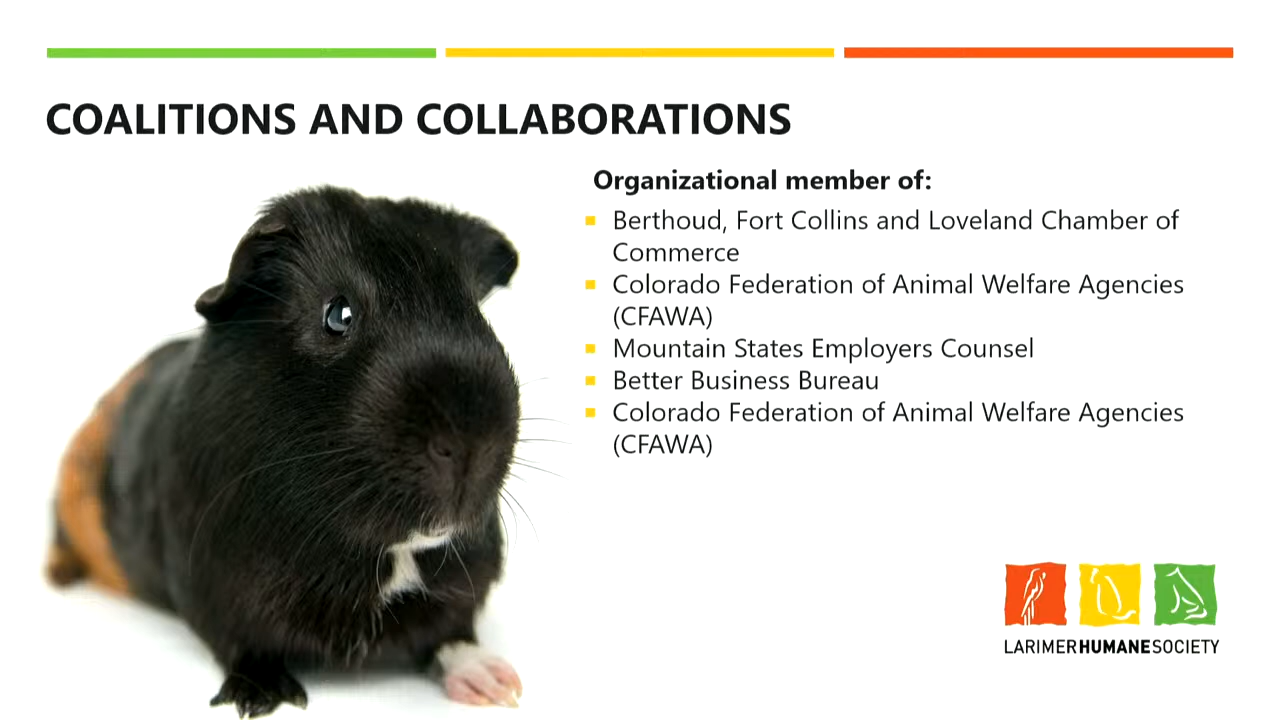 COALITIONS AND COLLABORATIONS
Organizational member of:
Berthoud, Fort Collins and Loveland Chamber of
Commerce
Colorado Federation of Animal Welfare Agencies
(CFAWA)
Mountain States Employers Counsel
Better Business Bureau
Colorado Federation of Animal Welfare Agencies
(CFAWA)
LARIMERHUMANESOCIETY